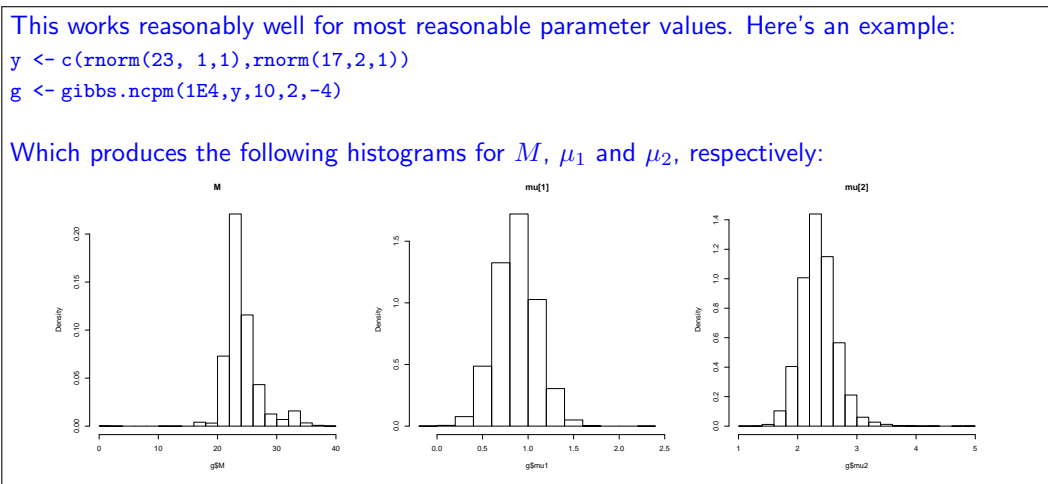 This works reasonably well for most reasonable parameter values. Here's an example:
y <- c(rnorm(23, 1,1),rnorm(17,2,1))
g <- gibbs.ncpm(1E4,y,10,2,-4)
Which produces the following histograms for M, μ₁ and μ₂, respectively:
M
Density
0.00 0.05 0.10 0.15 0.20
0 10 20 30 40
g$M
mu[1]
Density
0.0 0.5 1.0 1.5
0.0 0.5 1.0 1.5 2.0 2.5
g$mu1
mu[2]
Density
0.0 0.2 0.4 0.6 0.8 1.0 1.2 1.4
1 2 3 4 5
g$mu2